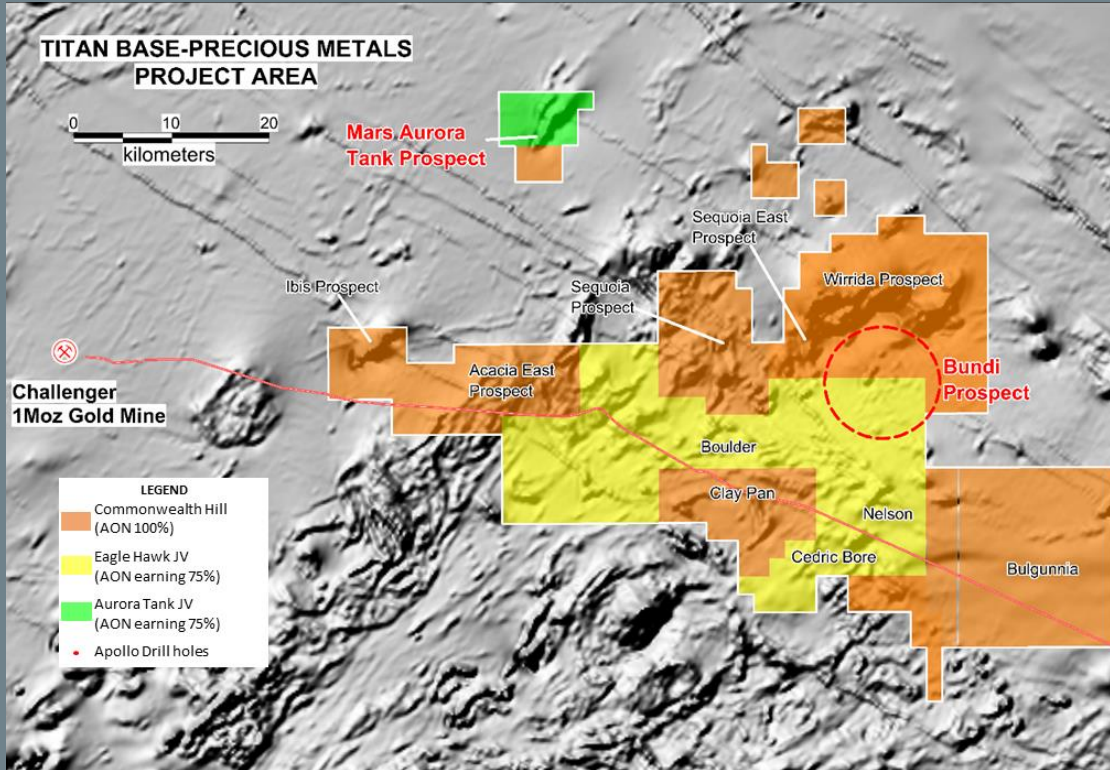 TITAN BASE-PRECIOUS METALS
PROJECT AREA
0 10 20
kilometers
Mars Aurora
Tank Prospect
Sequoia East
Prospect
Ibis Prospect
Sequoia
Prospect
Wirrida Prospect
Challenger
1Moz Gold Mine
Acacia East
Prospect
Bundi
Prospect
Boulder
Clay Pan
Nelson
Cedric Bore
Bulgunnia
LEGEND
Commonwealth Hill
(AON 100%)
Eagle Hawk JV
(AON earning 75%)
Aurora Tank JV
(AON earning 75%)
Apollo Drill holes